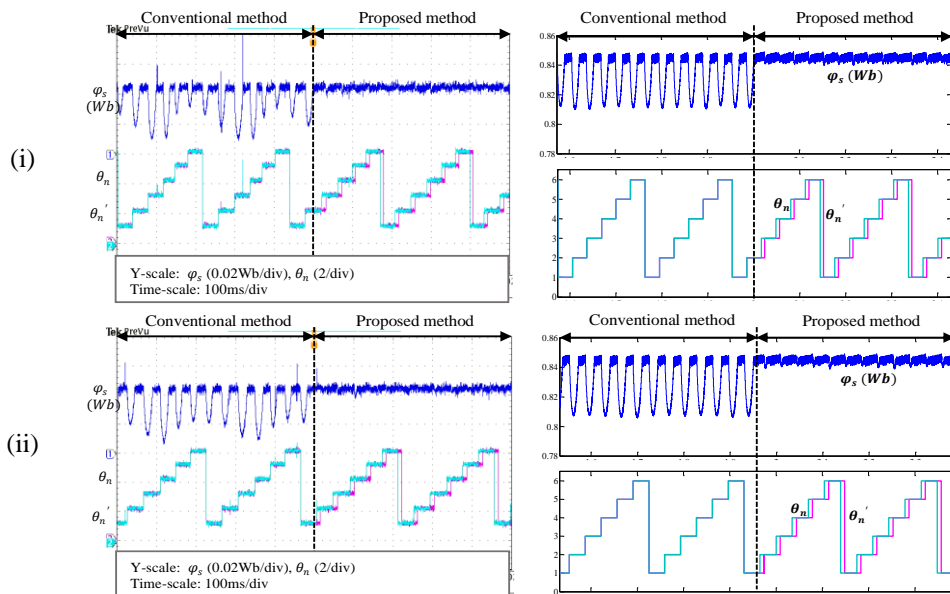 Conventional method
Proposed method
Tek PreVu
φs
(Wb)
1
θn
θn′
Y-scale: φs (0.02Wb/div), θn (2/div)
Time-scale: 100ms/div
(i)
Conventional method
Proposed method
0.86
0.84
0.82
0.8
0.78
φs (Wb)
6
5
4
3
2
1
0
θn
θn′
Conventional method
Proposed method
Tek PreVu
φs
(Wb)
1
θn
θn′
Y-scale: φs (0.02Wb/div), θn (2/div)
Time-scale: 100ms/div
(ii)
Conventional method
Proposed method
0.86
0.84
0.82
0.8
0.78
φs (Wb)
6
5
4
3
2
1
0
θn
θn′